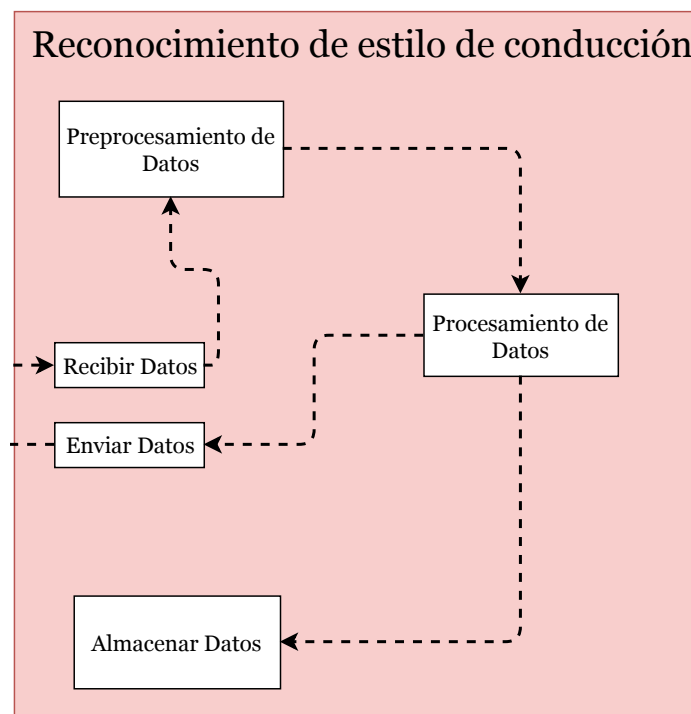 Reconocimiento de estilo de conducción
Preprocesamiento de
Datos
Procesamiento de
Datos
Recibir Datos
Enviar Datos
Almacenar Datos